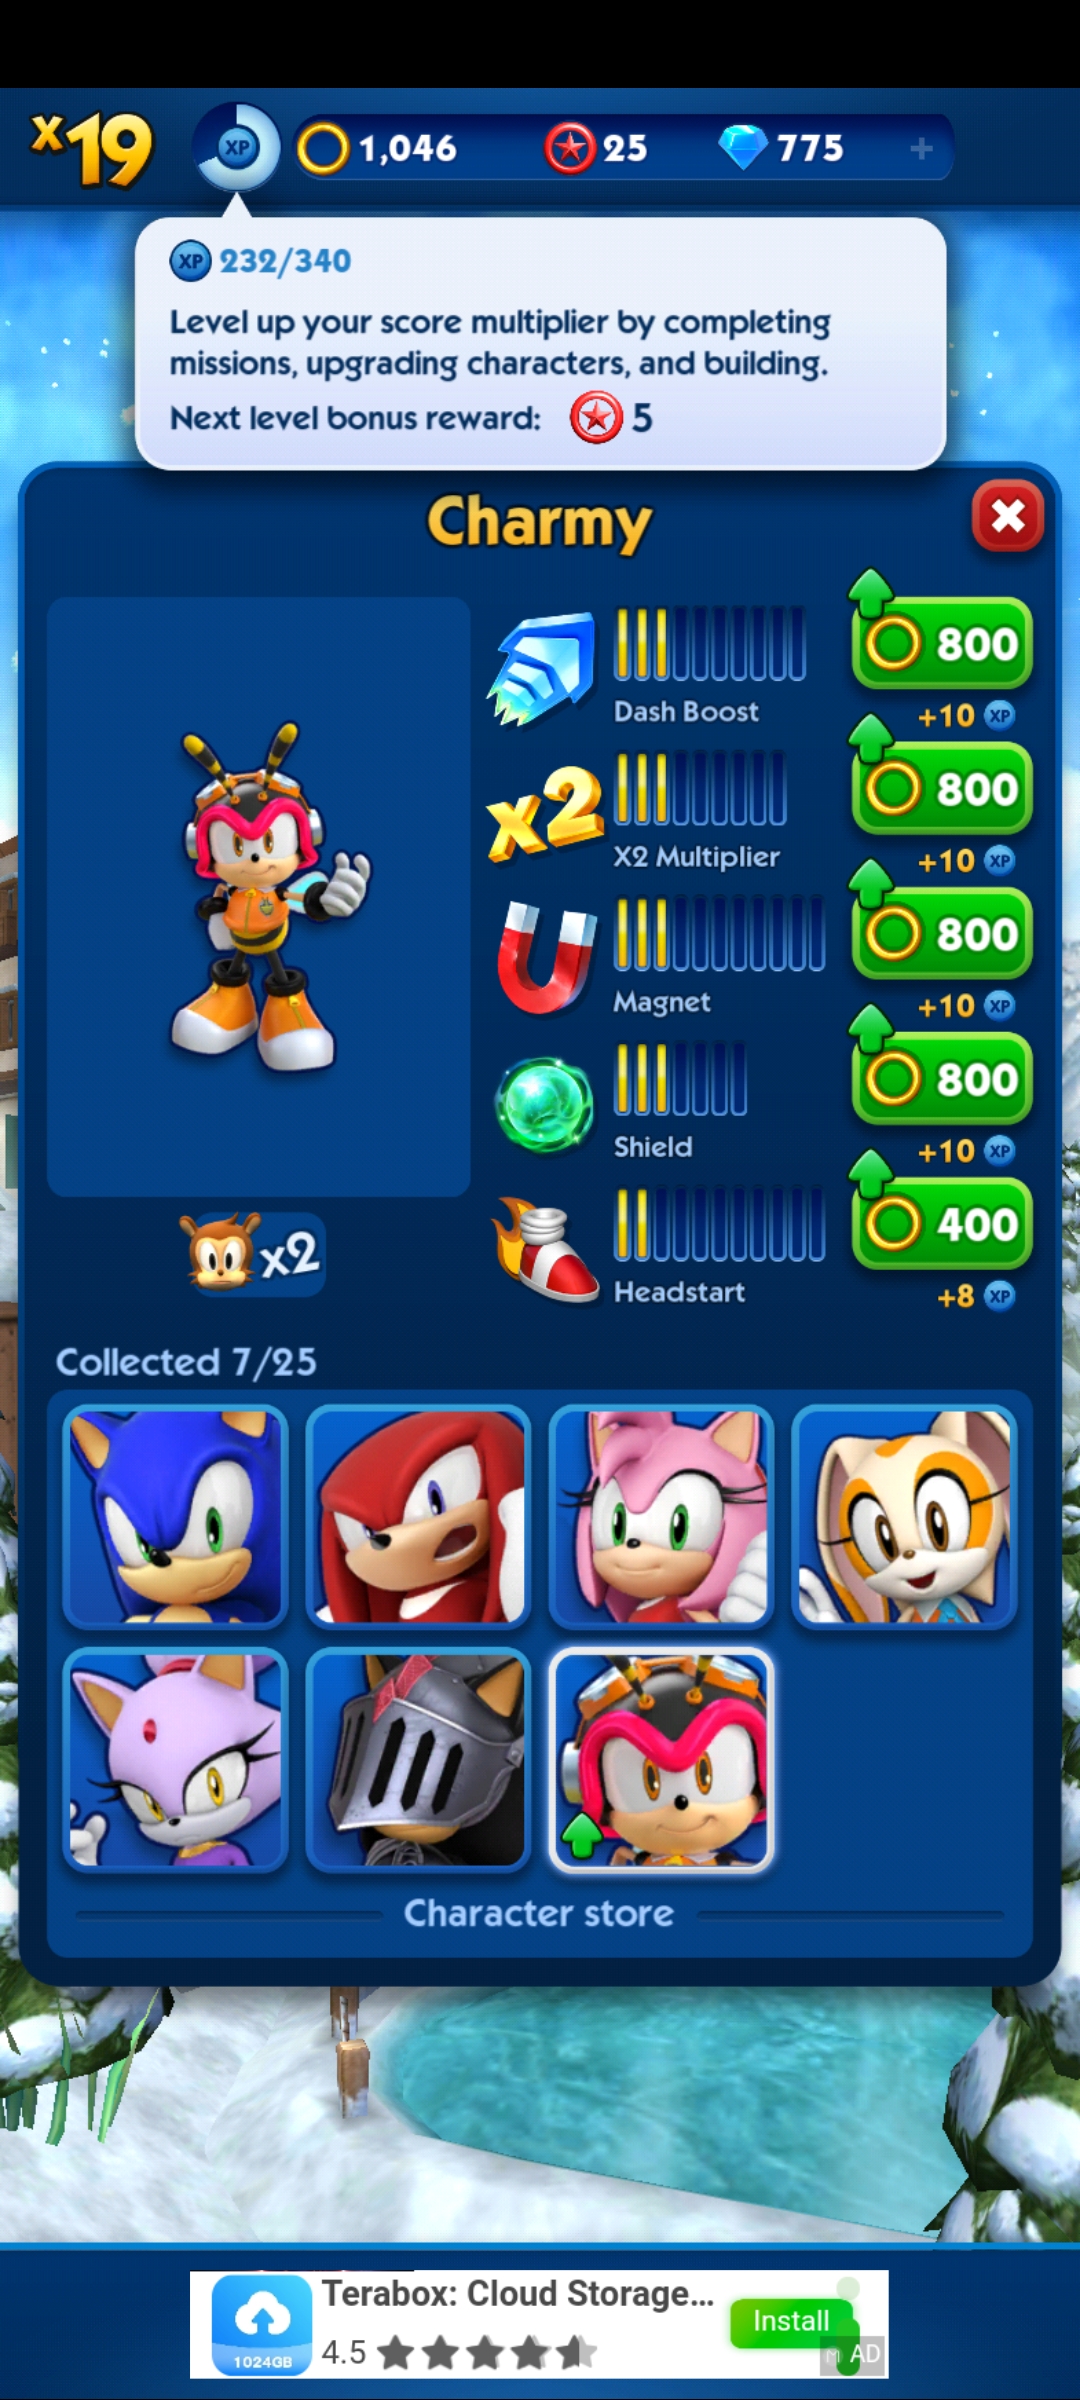 x19
XP
1,046
25
775
+
XP 232/340
Level up your score multiplier by completing
missions, upgrading characters, and building.
Next level bonus reward: 5
Charmy
800
Dash Boost
+10 XP
x2
800
X2 Multiplier
+10 XP
800
Magnet
+10 XP
800
Shield
+10 XP
x2
400
Headstart
+8 XP
Collected 7/25
Character store
Terabox: Cloud Storage...
Install
1024GB
4.5
AD